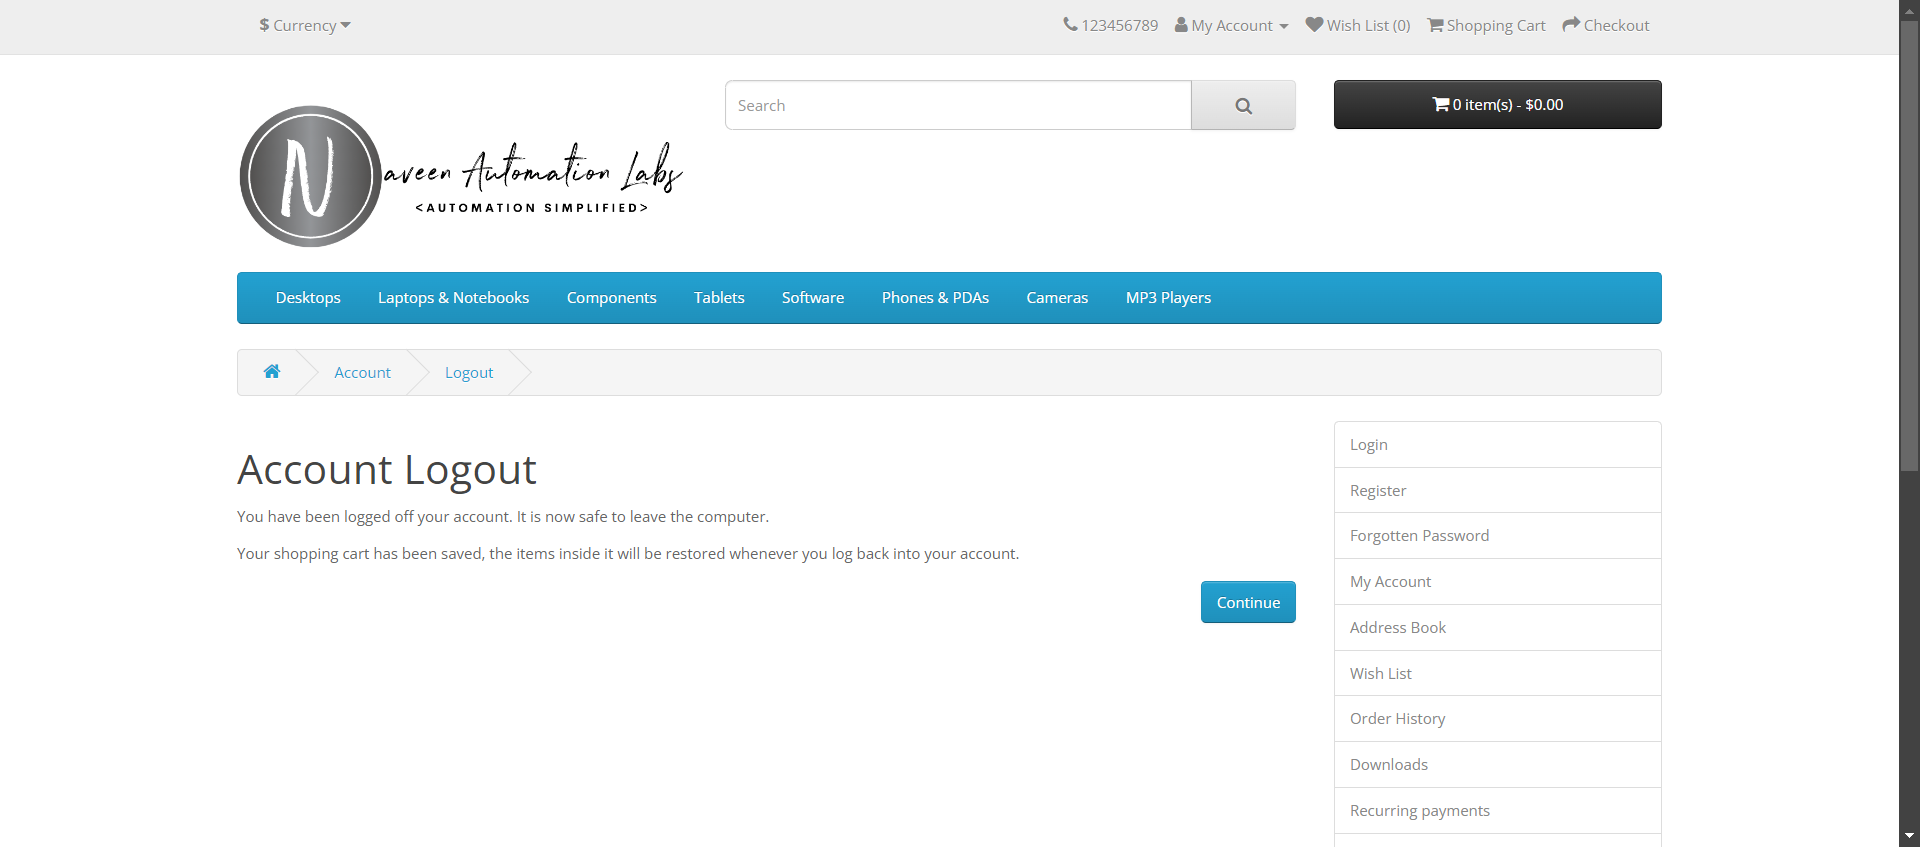 $ Currency
123456789 My Account Wish List (0) Shopping Cart Checkout
Search
0 item(s) - $0.00
N
aveen Automation Labs
<AUTOMATION SIMPLIFIED>
Desktops Laptops & Notebooks Components Tablets Software Phones & PDAs Cameras MP3 Players
Account Logout
Account Logout
You have been logged off your account. It is now safe to leave the computer.
Your shopping cart has been saved, the items inside it will be restored whenever you log back into your account.
Continue
Login
Register
Forgotten Password
My Account
Address Book
Wish List
Order History
Downloads
Recurring payments